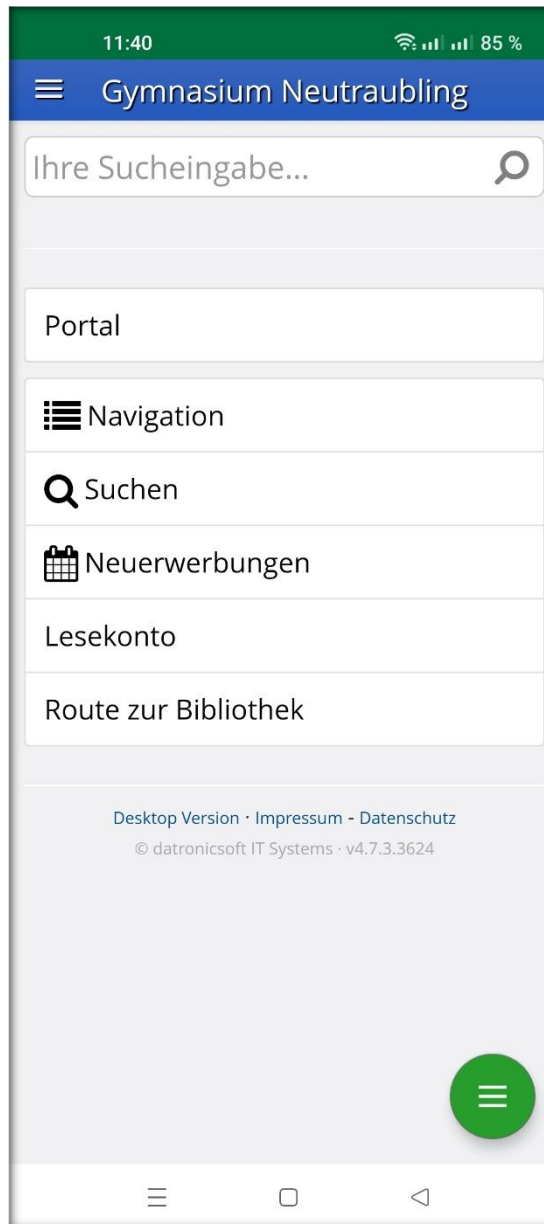 11:40 85 %
Gymnasium Neutraubling
Ihre Sucheingabe...
Portal
Navigation
Suchen
Neuerwerbungen
Lesekonto
Route zur Bibliothek
Desktop Version · Impressum - Datenschutz
© datronicsoft IT Systems · v4.7.3.3624